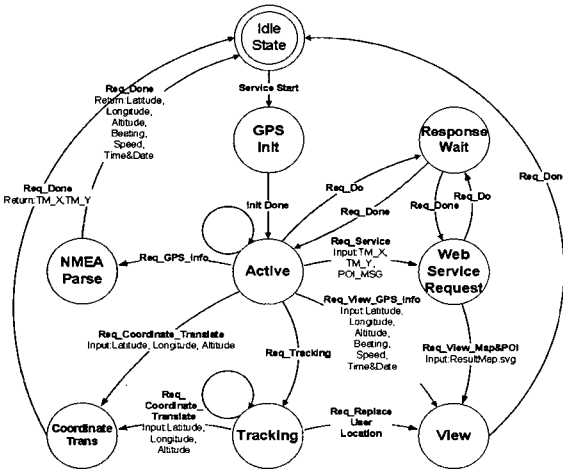 Idle
State
Service Start
GPS
Init
Init Done
Req_Done
Return:Latitude,
Longitude,
Altitude,
Beating,
Speed,
Time&Date
Req_Done
Return:TM_X,TM_Y
NMEA
Parse
Req_GPS_info
Active
Req_Do
Req_Done
Response
Wait
Req_Done
Req_Do
Req_Done
Req_Service
Input:TM_X,
TM_Y,
POI_MSG
Web
Service
Request
Req_View_GPS_info
Input:Latitude,
Longitude,
Altitude,
Beating,
Speed,
Time&Date
Req_View_Map&POI
Input:ResultMap.svg
Req_Coordinate_Translate
Input:Latitude, Longitude, Altitude
Req_Tracking
Req_
Coordinate_
Translate
Input:Latitude,
Longitude,
Altitude
Coordinate
Trans
Tracking
Req_Replace
User
Location
View